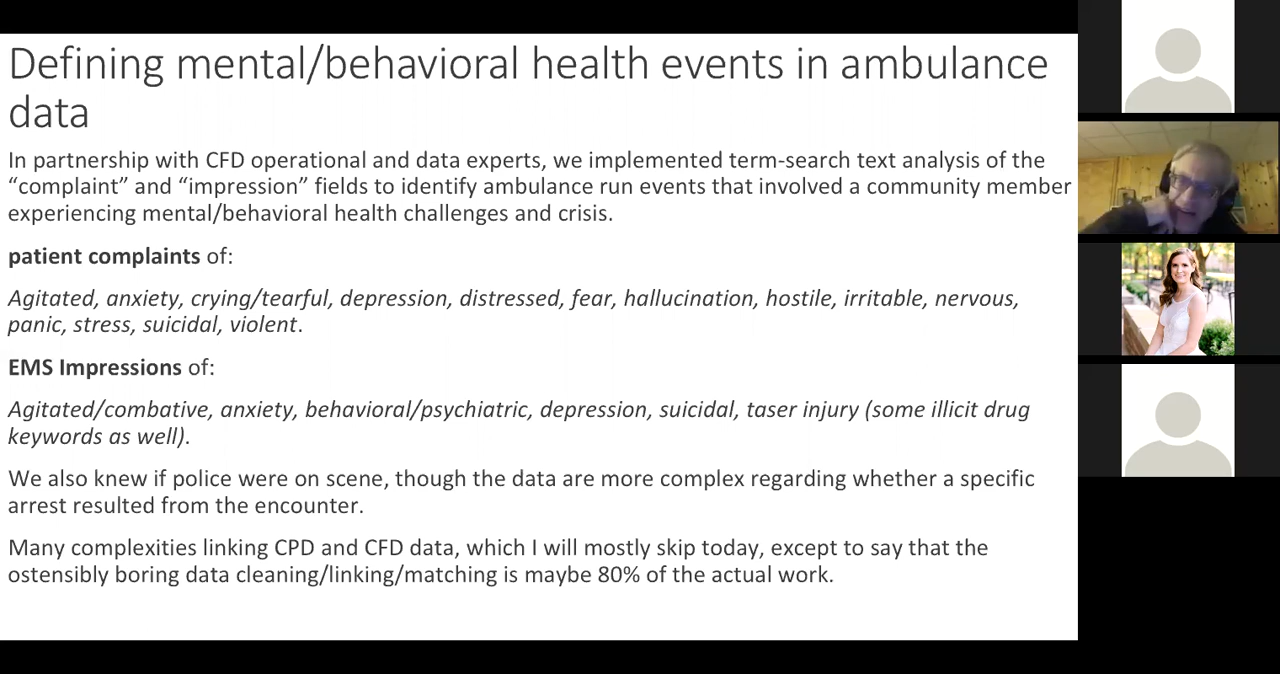 Defining mental/behavioral health events in ambulance
data
In partnership with CFD operational and data experts, we implemented term-search text analysis of the
“complaint” and “impression” fields to identify ambulance run events that involved a community member
experiencing mental/behavioral health challenges and crisis.
patient complaints of:
Agitated, anxiety, crying/tearful, depression, distressed, fear, hallucination, hostile, irritable, nervous,
panic, stress, suicidal, violent.
EMS Impressions of:
Agitated/combative, anxiety, behavioral/psychiatric, depression, suicidal, taser injury (some illicit drug
keywords as well).
We also knew if police were on scene, though the data are more complex regarding whether a specific
arrest resulted from the encounter.
Many complexities linking CPD and CFD data, which I will mostly skip today, except to say that the
ostensibly boring data cleaning/linking/matching is maybe 80% of the actual work.